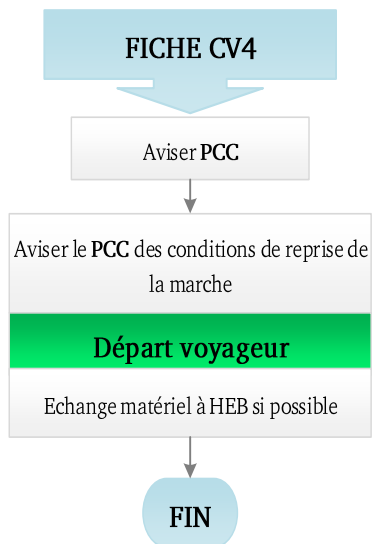 FICHE CV4
Aviser PCC
Aviser le PCC des conditions de reprise de
la marche
Départ voyageur
Echange matériel à HEB si possible
FIN